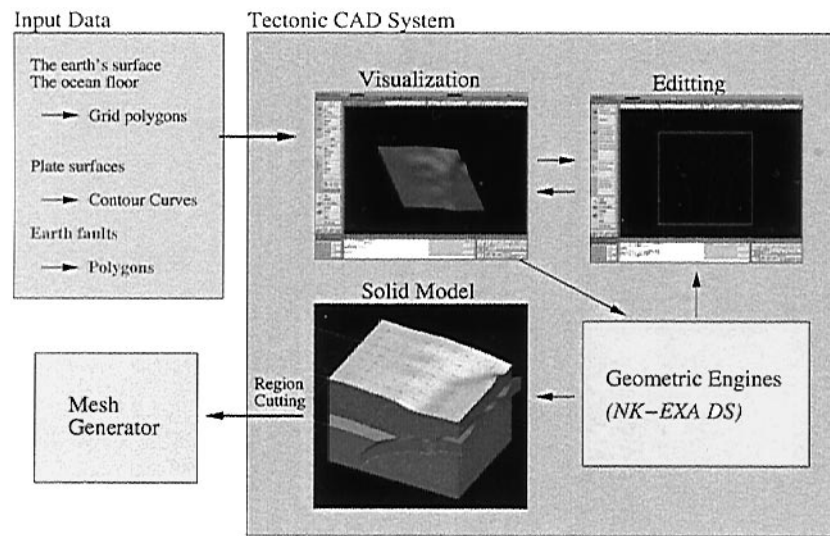 Input Data
Tectonic CAD System
The earth's surface
The ocean floor
Grid polygons
Plate surfaces
Contour Curves
Earth faults
Polygons
Visualization
Editting
Solid Model
Region
Cutting
Mesh
Generator
Geometric Engines
(NK-EXA DS)